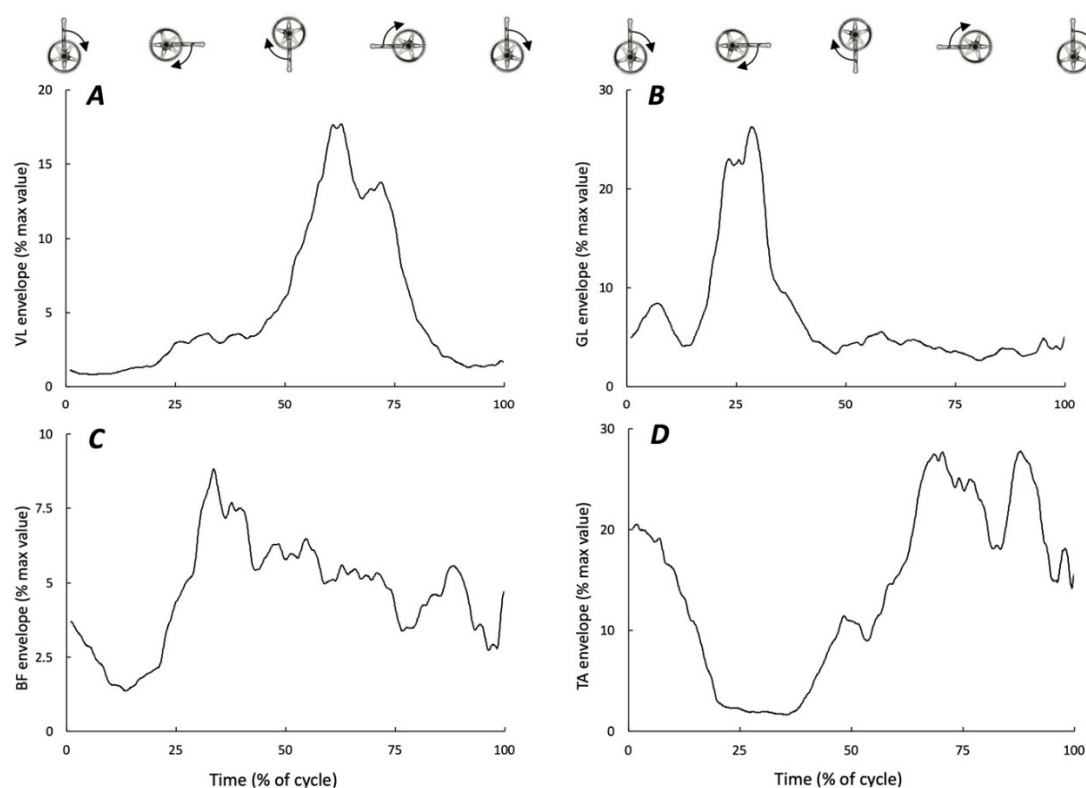 A
VL envelope (% max value)
20
15
10
5
0
0 25 50 75 100
B
GL envelope (% max value)
30
20
10
0
0 25 50 75 100
C
BF envelope (% max value)
10
7.5
5
2.5
0
0 25 50 75 100
Time (% of cycle)
D
TA envelope (% max value)
30
20
10
0
0 25 50 75 100
Time (% of cycle)